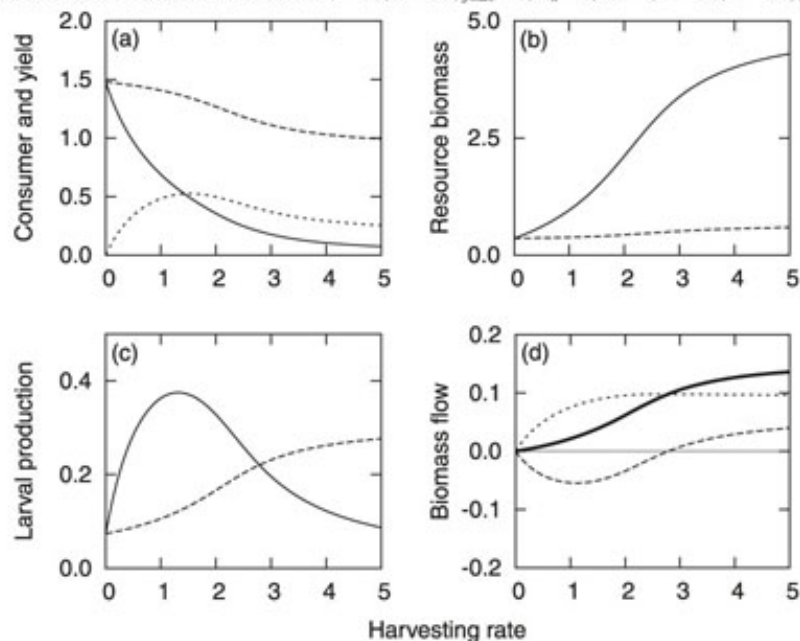 (a)
(b)
Consumer and yield
2.0
1.5
1.0
0.5
0.0
0 1 2 3 4 5
Resource biomass
5.0
2.5
0.0
0 1 2 3 4 5
(c)
(d)
Larval production
0.4
0.2
0.0
0 1 2 3 4 5
Biomass flow
0.2
0.1
0.0
-0.1
-0.2
0 1 2 3 4 5
Harvesting rate